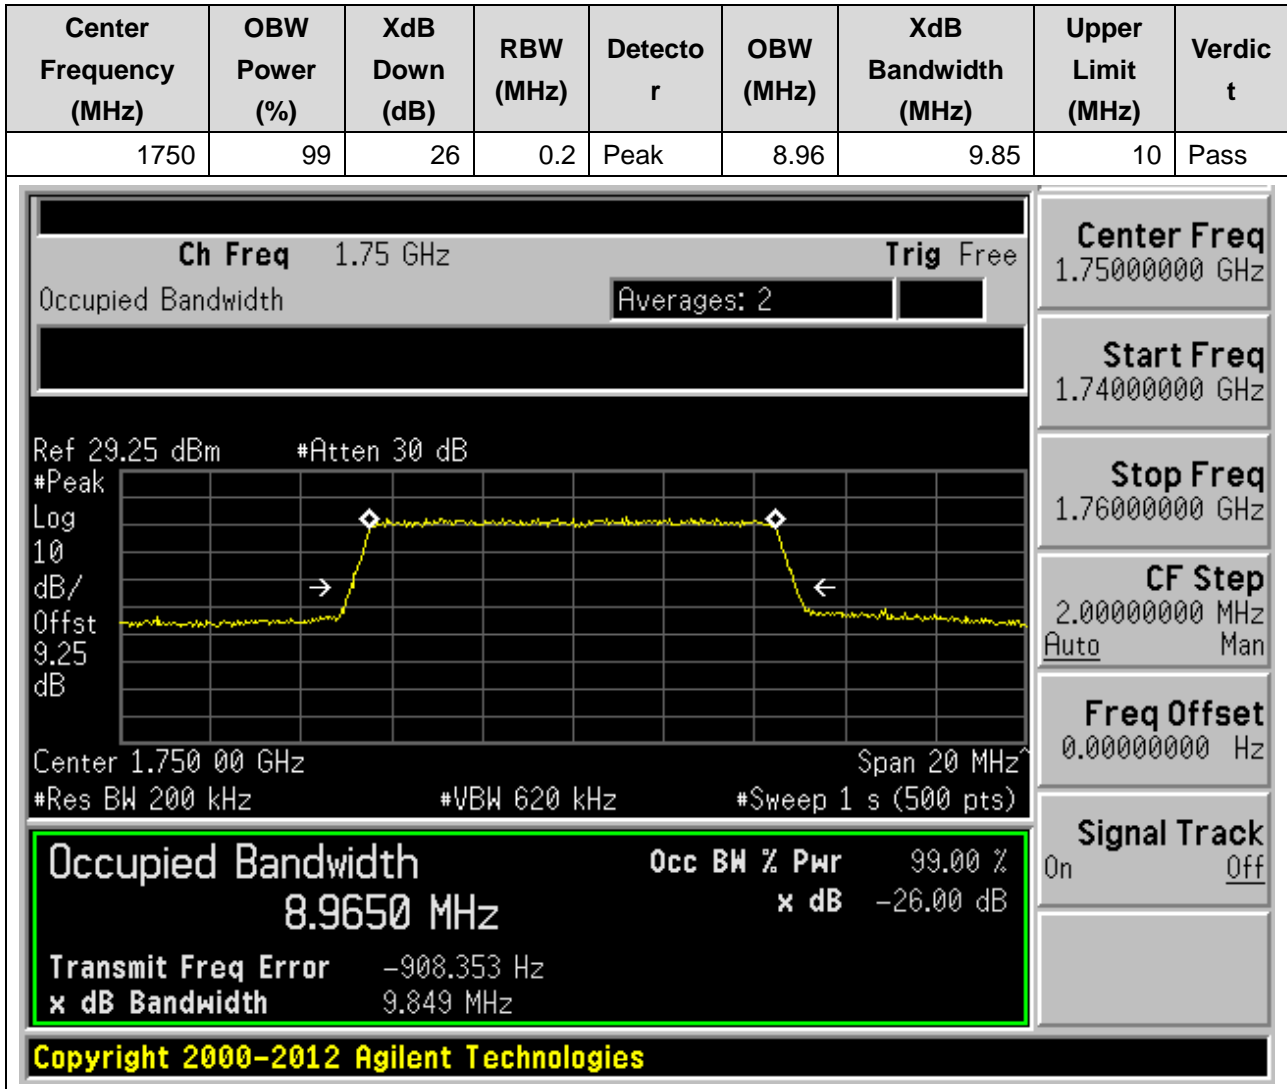 Center Frequency (MHz) OBW Power (%) XdB Down (dB) RBW (MHz) Detecto r OBW (MHz) XdB Bandwidth (MHz) Upper Limit (MHz) Verdic t
1750 99 26 0.2 Peak 8.96 9.85 10 Pass
Ch Freq 1.75 GHz Trig Free
Occupied Bandwidth Averages: 2
Ref 29.25 dBm #Atten 30 dB
#Peak
Log
10
dB/
Offst
9.25
dB
Center 1.750 00 GHz Span 20 MHz^
#Res BW 200 kHz #VBW 620 kHz #Sweep 1 s (500 pts)
Occupied Bandwidth Occ BW % Pwr 99.00 %
8.9650 MHz x dB -26.00 dB
Transmit Freq Error -908.353 Hz
x dB Bandwidth 9.849 MHz
Copyright 2000-2012 Agilent Technologies
Center Freq
1.75000000 GHz
Start Freq
1.74000000 GHz
Stop Freq
1.76000000 GHz
CF Step
2.00000000 MHz
Auto Man
Freq Offset
0.00000000 Hz
Signal Track
On Off